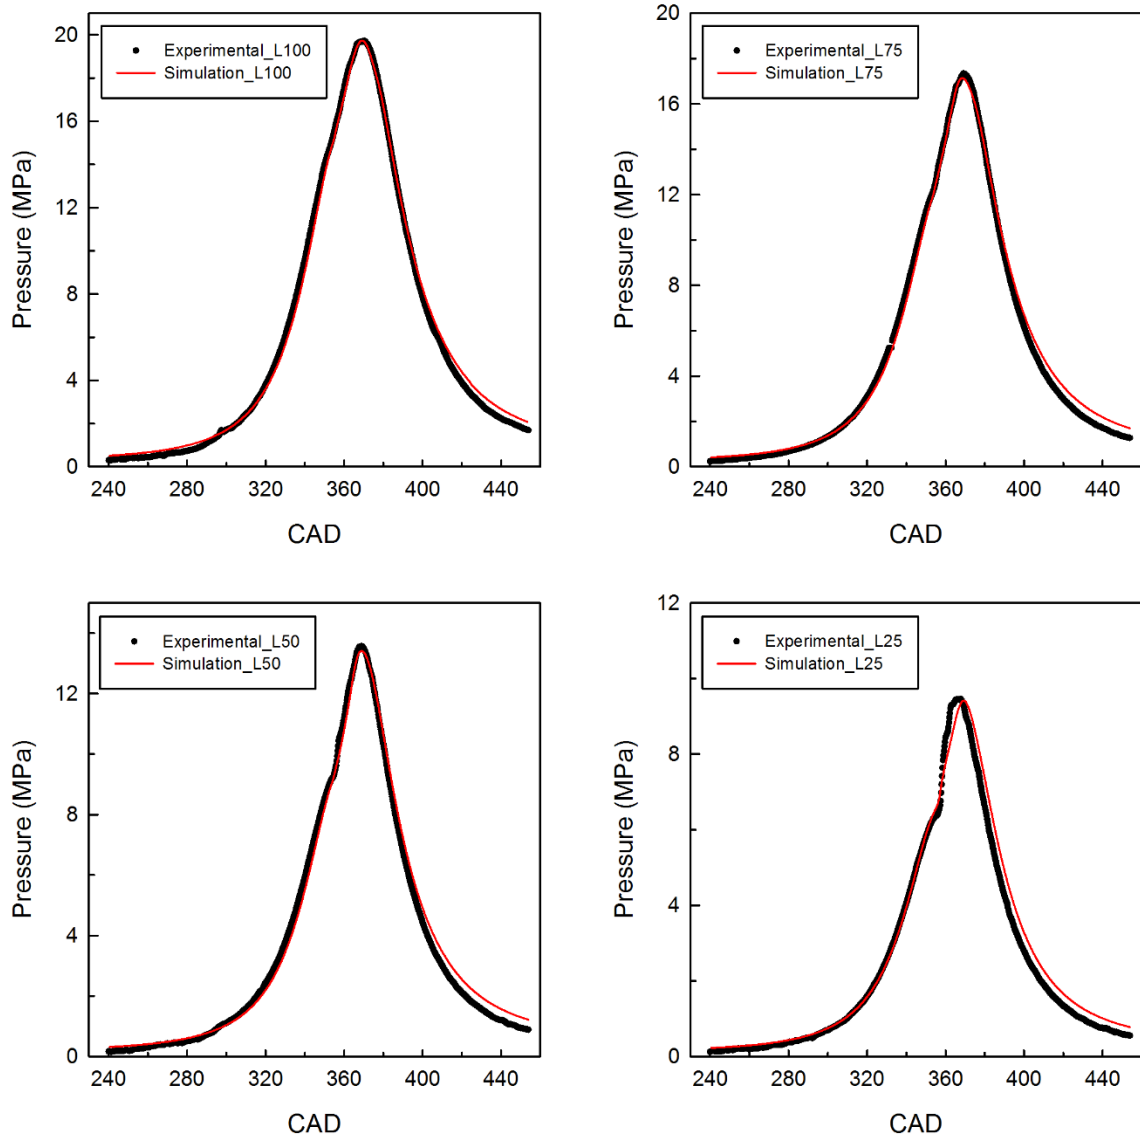 Experimental_L100
Simulation_L100
20
16
12
8
4
0
Pressure (MPa)
240 280 320 360 400 440
CAD
Experimental_L75
Simulation_L75
20
16
12
8
4
0
Pressure (MPa)
240 280 320 360 400 440
CAD
Experimental_L50
Simulation_L50
12
8
4
0
Pressure (MPa)
240 280 320 360 400 440
CAD
Experimental_L25
Simulation_L25
12
8
4
0
Pressure (MPa)
240 280 320 360 400 440
CAD